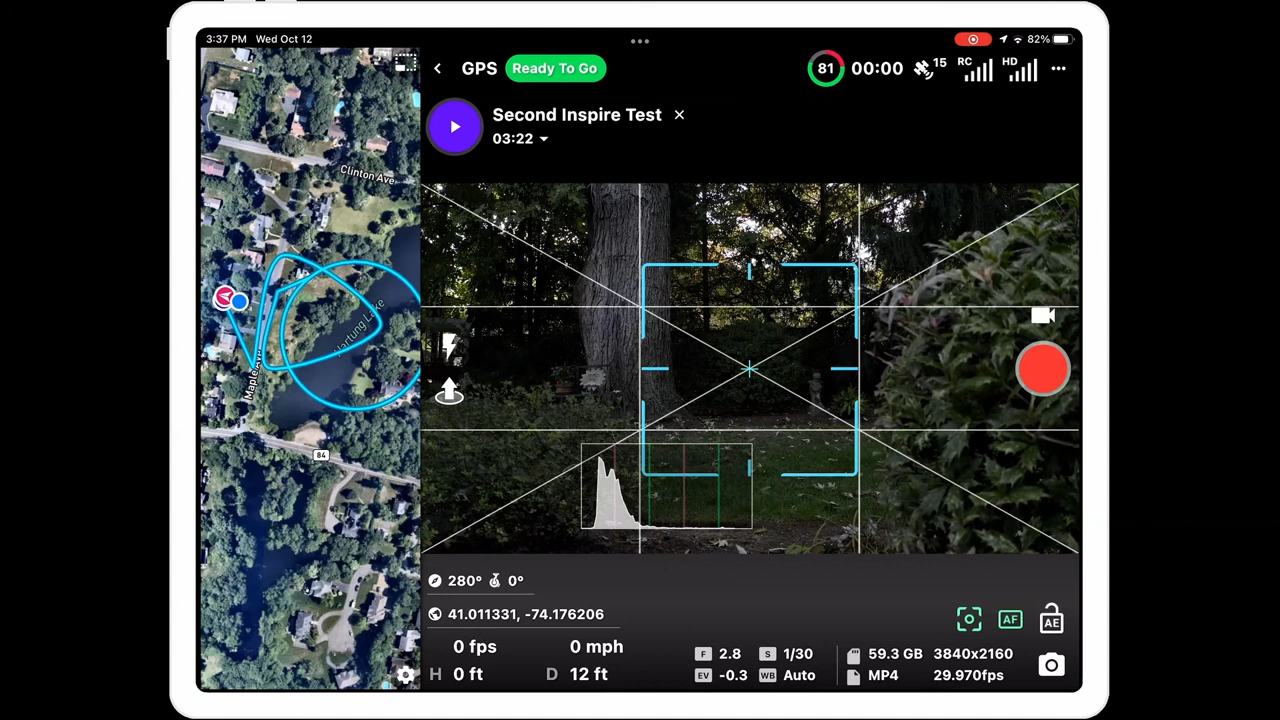 3:37 PM Wed Oct 12
82%
GPS Ready To Go
81 00:00 15 RC HD
Second Inspire Test
03:22
Clinton Ave
Hartung Lake
Maple Ave
84
280° 0°
41.011331, -74.176206
0 fps 0 mph
H 0 ft D 12 ft
F 2.8 S 1/30
EV -0.3 WB Auto
59.3 GB 3840x2160
MP4 29.970fps
AF AE